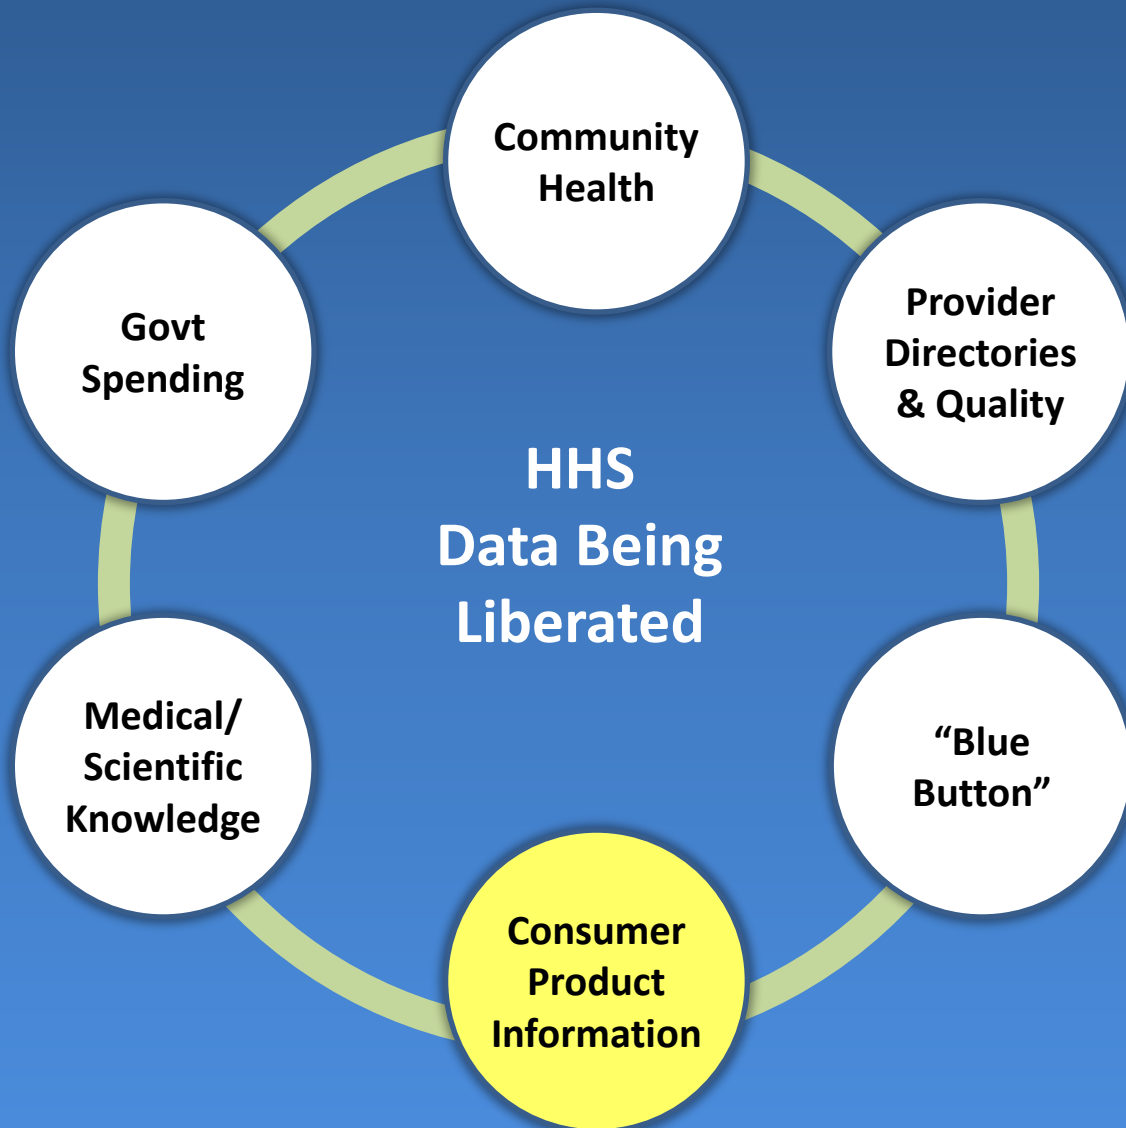 Community
Health
Provider
Directories
& Quality
Govt
Spending
HHS
Data Being
Liberated
Medical/
Scientific
Knowledge
“Blue
Button”
Consumer
Product
Information